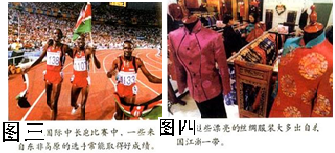 图三 国际中长跑比赛中，一些来
自东非高原的选手常能取得好成绩。
图四 这些漂亮的丝绸服装大多出自我
国江浙一带。